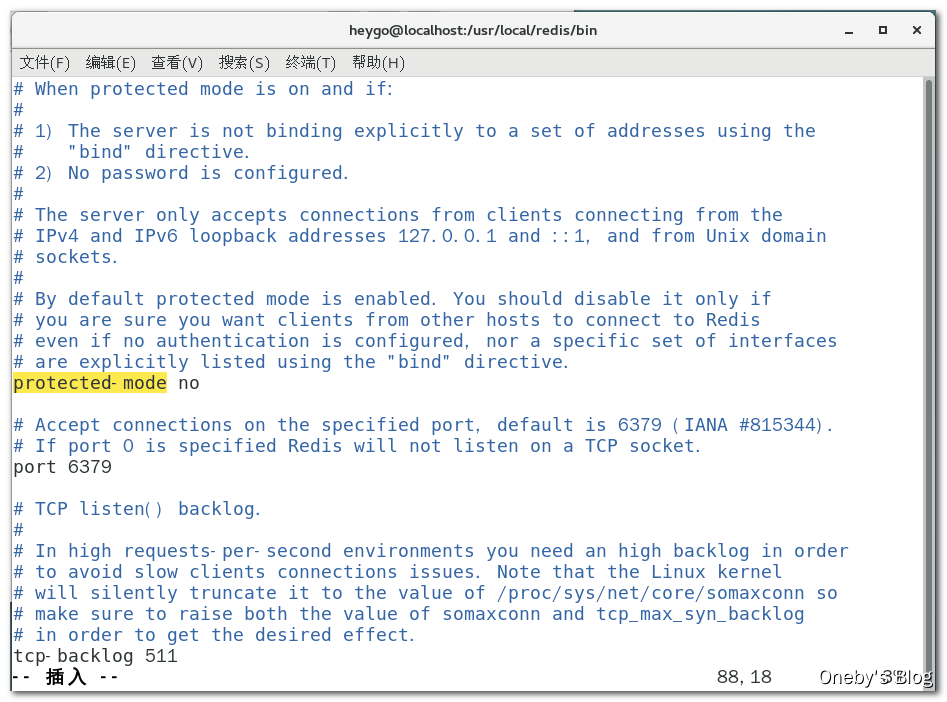 heygo@localhost:/usr/local/redis/bin
文件(F) 编辑(E) 查看(V) 搜索(S) 终端(T) 帮助(H)
# When protected mode is on and if:
#
# 1) The server is not binding explicitly to a set of addresses using the
#    "bind" directive.
# 2) No password is configured.
#
# The server only accepts connections from clients connecting from the
# IPv4 and IPv6 loopback addresses 127.0.0.1 and ::1, and from Unix domain
# sockets.
#
# By default protected mode is enabled. You should disable it only if
# you are sure you want clients from other hosts to connect to Redis
# even if no authentication is configured, nor a specific set of interfaces
# are explicitly listed using the "bind" directive.
protected-mode no
# Accept connections on the specified port, default is 6379 (IANA #815344).
# If port 0 is specified Redis will not listen on a TCP socket.
port 6379
# TCP listen() backlog.
#
# In high requests-per-second environments you need an high backlog in order
# to avoid slow clients connections issues. Note that the Linux kernel
# will silently truncate it to the value of /proc/sys/net/core/somaxconn so
# make sure to raise both the value of somaxconn and tcp_max_syn_backlog
# in order to get the desired effect.
tcp-backlog 511
-- 插入 -- 88,18 3%
Oneby's Blog